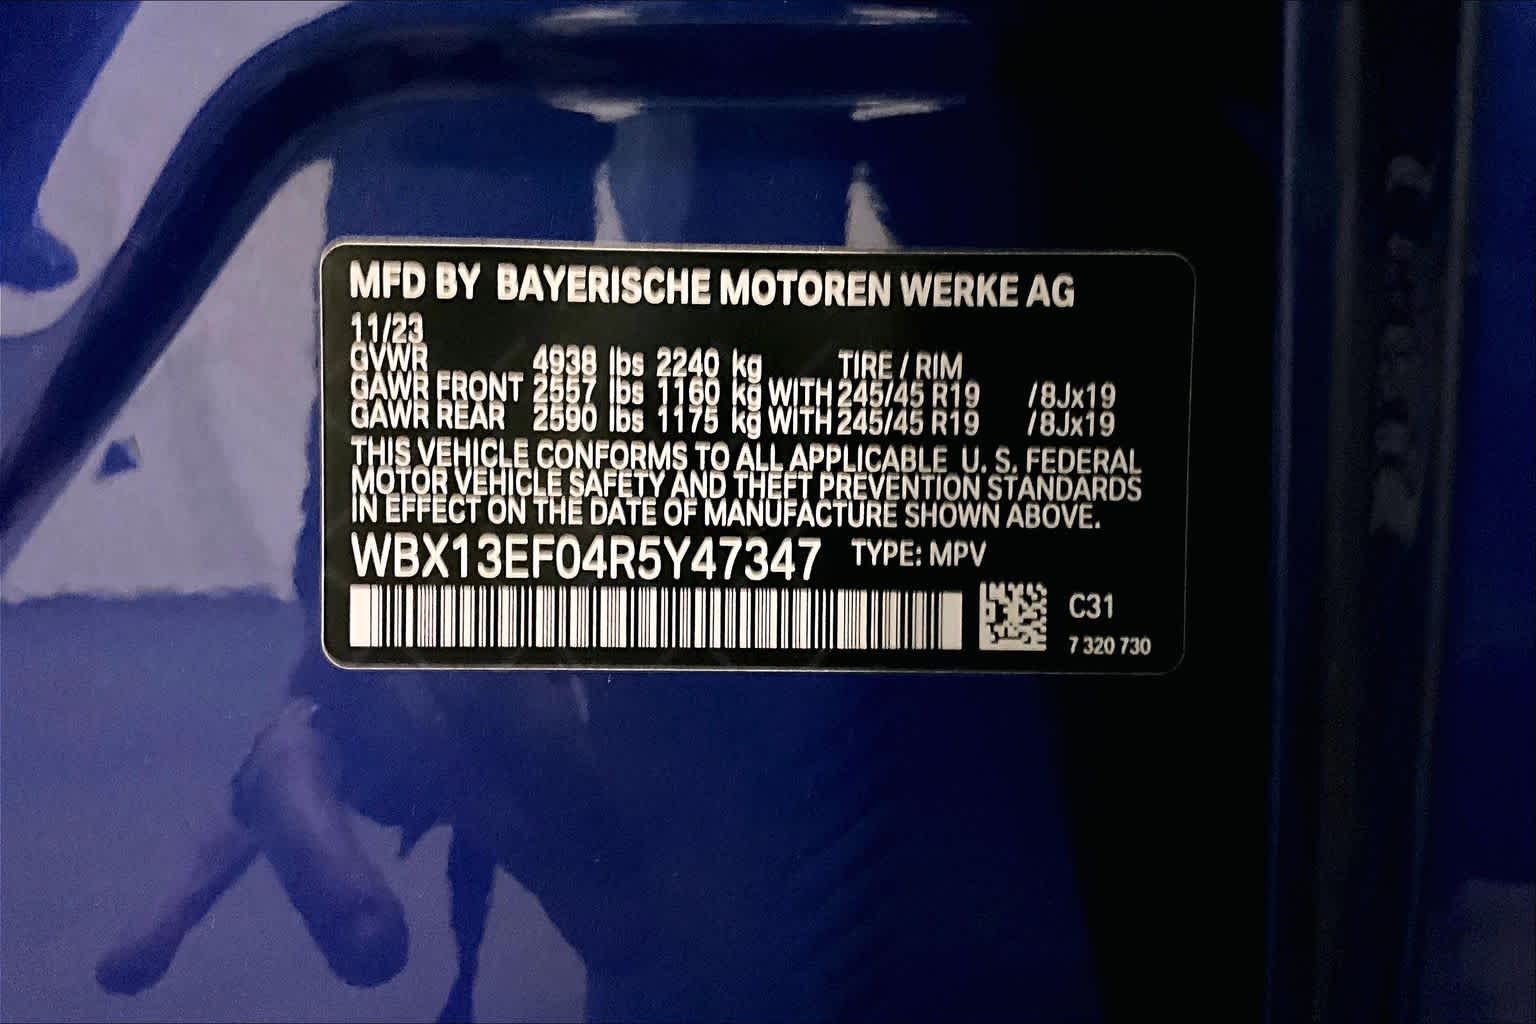 MFD BY BAYERISCHE MOTOREN WERKE AG
11/23
GVWR 4938 lbs 2240 kg TIRE / RIM
GAWR FRONT 2557 lbs 1160 kg WITH 245/45 R19 /8Jx19
GAWR REAR 2590 lbs 1175 kg WITH 245/45 R19 /8Jx19
THIS VEHICLE CONFORMS TO ALL APPLICABLE U. S. FEDERAL
MOTOR VEHICLE SAFETY AND THEFT PREVENTION STANDARDS
IN EFFECT ON THE DATE OF MANUFACTURE SHOWN ABOVE.
WBX13EF04R5Y47347 TYPE: MPV
C31
7 320 730